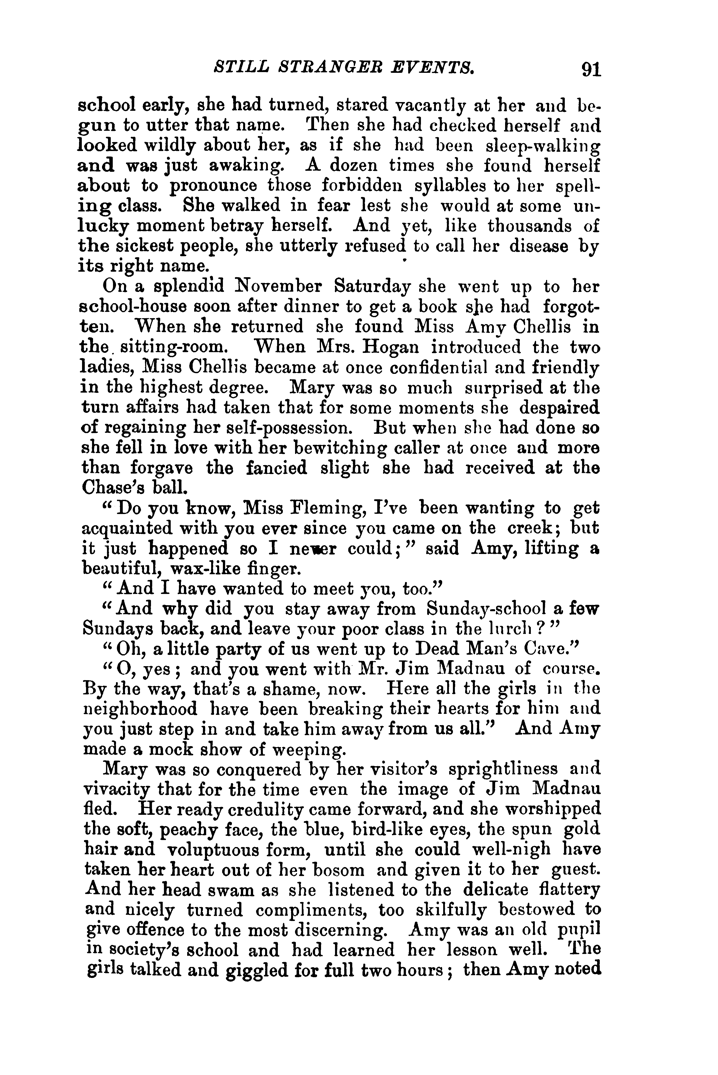 STILL STRANGER EVENTS. 91
school early, she had turned, stared vacantly at her and be-
gun to utter that name. Then she had checked herself and
looked wildly about her, as if she had been sleep-walking
and was just awaking. A dozen times she found herself
about to pronounce those forbidden syllables to her spell-
ing class. She walked in fear lest she would at some un-
lucky moment betray herself. And yet, like thousands of
the sickest people, she utterly refused to call her disease by
its right name.
On a splendid November Saturday she went up to her
school-house soon after dinner to get a book she had forgot-
ten. When she returned she found Miss Amy Chellis in
the sitting-room. When Mrs. Hogan introduced the two
ladies, Miss Chellis became at once confidential and friendly
in the highest degree. Mary was so much surprised at the
turn affairs had taken that for some moments she despaired
of regaining her self-possession. But when she had done so
she fell in love with her bewitching caller at once and more
than forgave the fancied slight she had received at the
Chase's ball.
"Do you know, Miss Fleming, I've been wanting to get
acquainted with you ever since you came on the creek; but
it just happened so I never could;" said Amy, lifting a
beautiful, wax-like finger.
"And I have wanted to meet you, too."
"And why did you stay away from Sunday-school a few
Sundays back, and leave your poor class in the lurch?"
"Oh, a little party of us went up to Dead Man's Cave."
"O, yes; and you went with Mr. Jim Madnau of course.
By the way, that's a shame, now. Here all the girls in the
neighborhood have been breaking their hearts for him and
you just step in and take him away from us all." And Amy
made a mock show of weeping.
Mary was so conquered by her visitor's sprightliness and
vivacity that for the time even the image of Jim Madnau
fled. Her ready credulity came forward, and she worshipped
the soft, peachy face, the blue, bird-like eyes, the spun gold
hair and voluptuous form, until she could well-nigh have
taken her heart out of her bosom and given it to her guest.
And her head swam as she listened to the delicate flattery
and nicely turned compliments, too skilfully bestowed to
give offence to the most discerning. Amy was an old pupil
in society's school and had learned her lesson well. The
girls talked and giggled for full two hours; then Amy noted